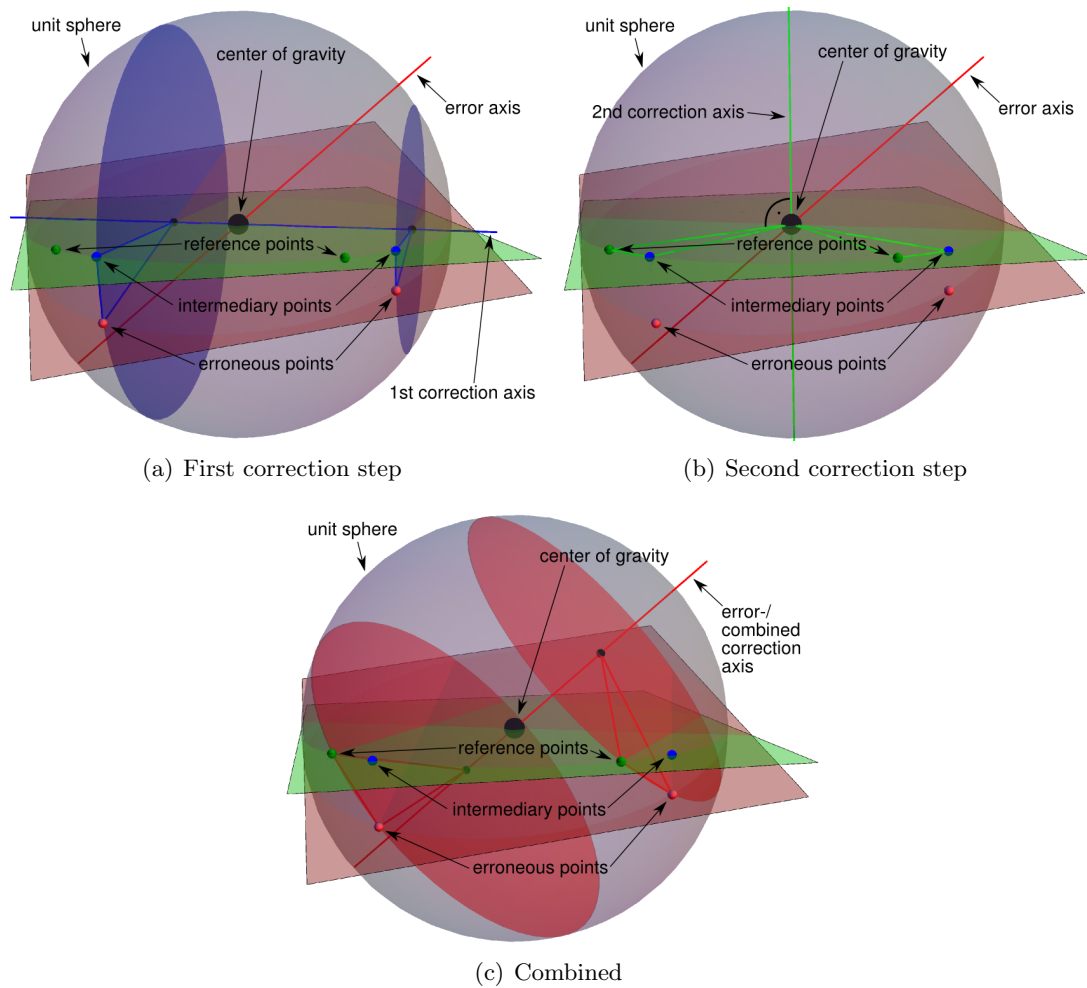 unit sphere
center of gravity
error axis
reference points
intermediary points
erroneous points
1st correction axis
(a) First correction step
unit sphere
center of gravity
2nd correction axis
error axis
reference points
intermediary points
erroneous points
(b) Second correction step
unit sphere
center of gravity
error-/
combined
correction
axis
reference points
intermediary points
erroneous points
(c) Combined